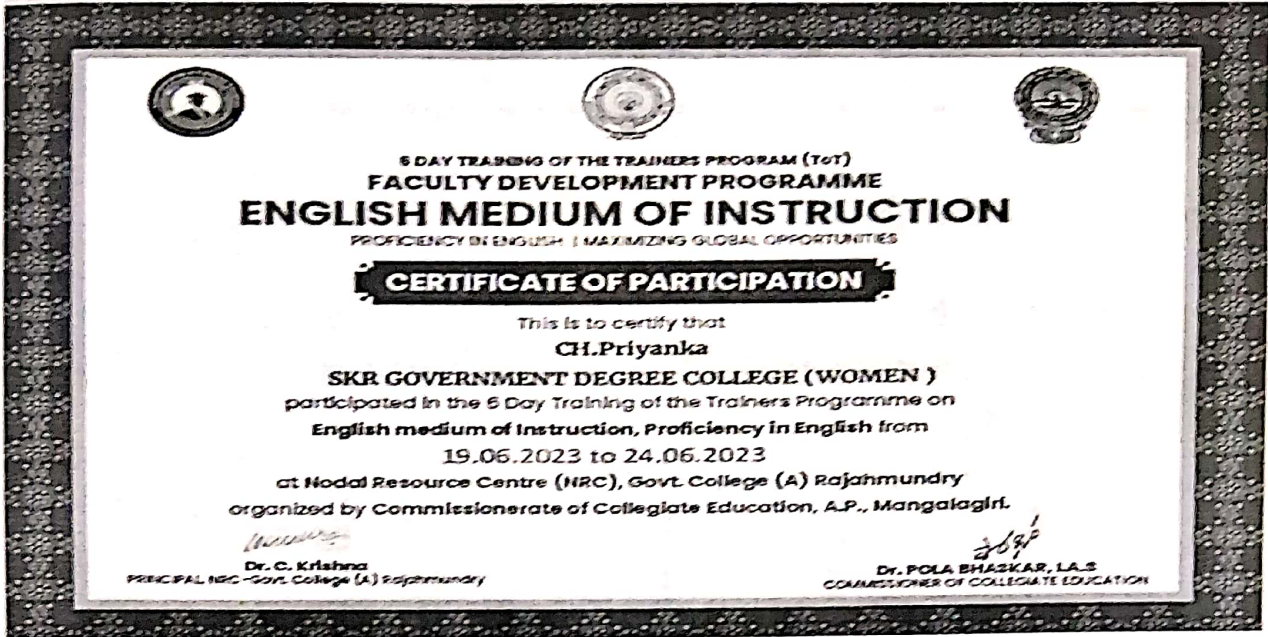 6 DAY TRAINING OF THE TRAINERS PROGRAM (ToT)
FACULTY DEVELOPMENT PROGRAMME
ENGLISH MEDIUM OF INSTRUCTION
PROFICIENCY IN ENGLISH | MAXIMIZING GLOBAL OPPORTUNITIES
CERTIFICATE OF PARTICIPATION
This is to certify that
CH.Priyanka
SKR GOVERNMENT DEGREE COLLEGE (WOMEN )
participated in the 6 Day Training of the Trainers Programme on
English medium of Instruction, Proficiency in English from
19.06.2023 to 24.06.2023
at Nodal Resource Centre (NRC), Govt. College (A) Rajahmundry
organized by Commissionerate of Collegiate Education, A.P., Mangalagiri.
Dr. C. Krishna
PRINCIPAL NRC -Govt. College (A) Rajahmundry
Dr. POLA BHASKAR, I.A.S
COMMISSIONER OF COLLEGIATE EDUCATION